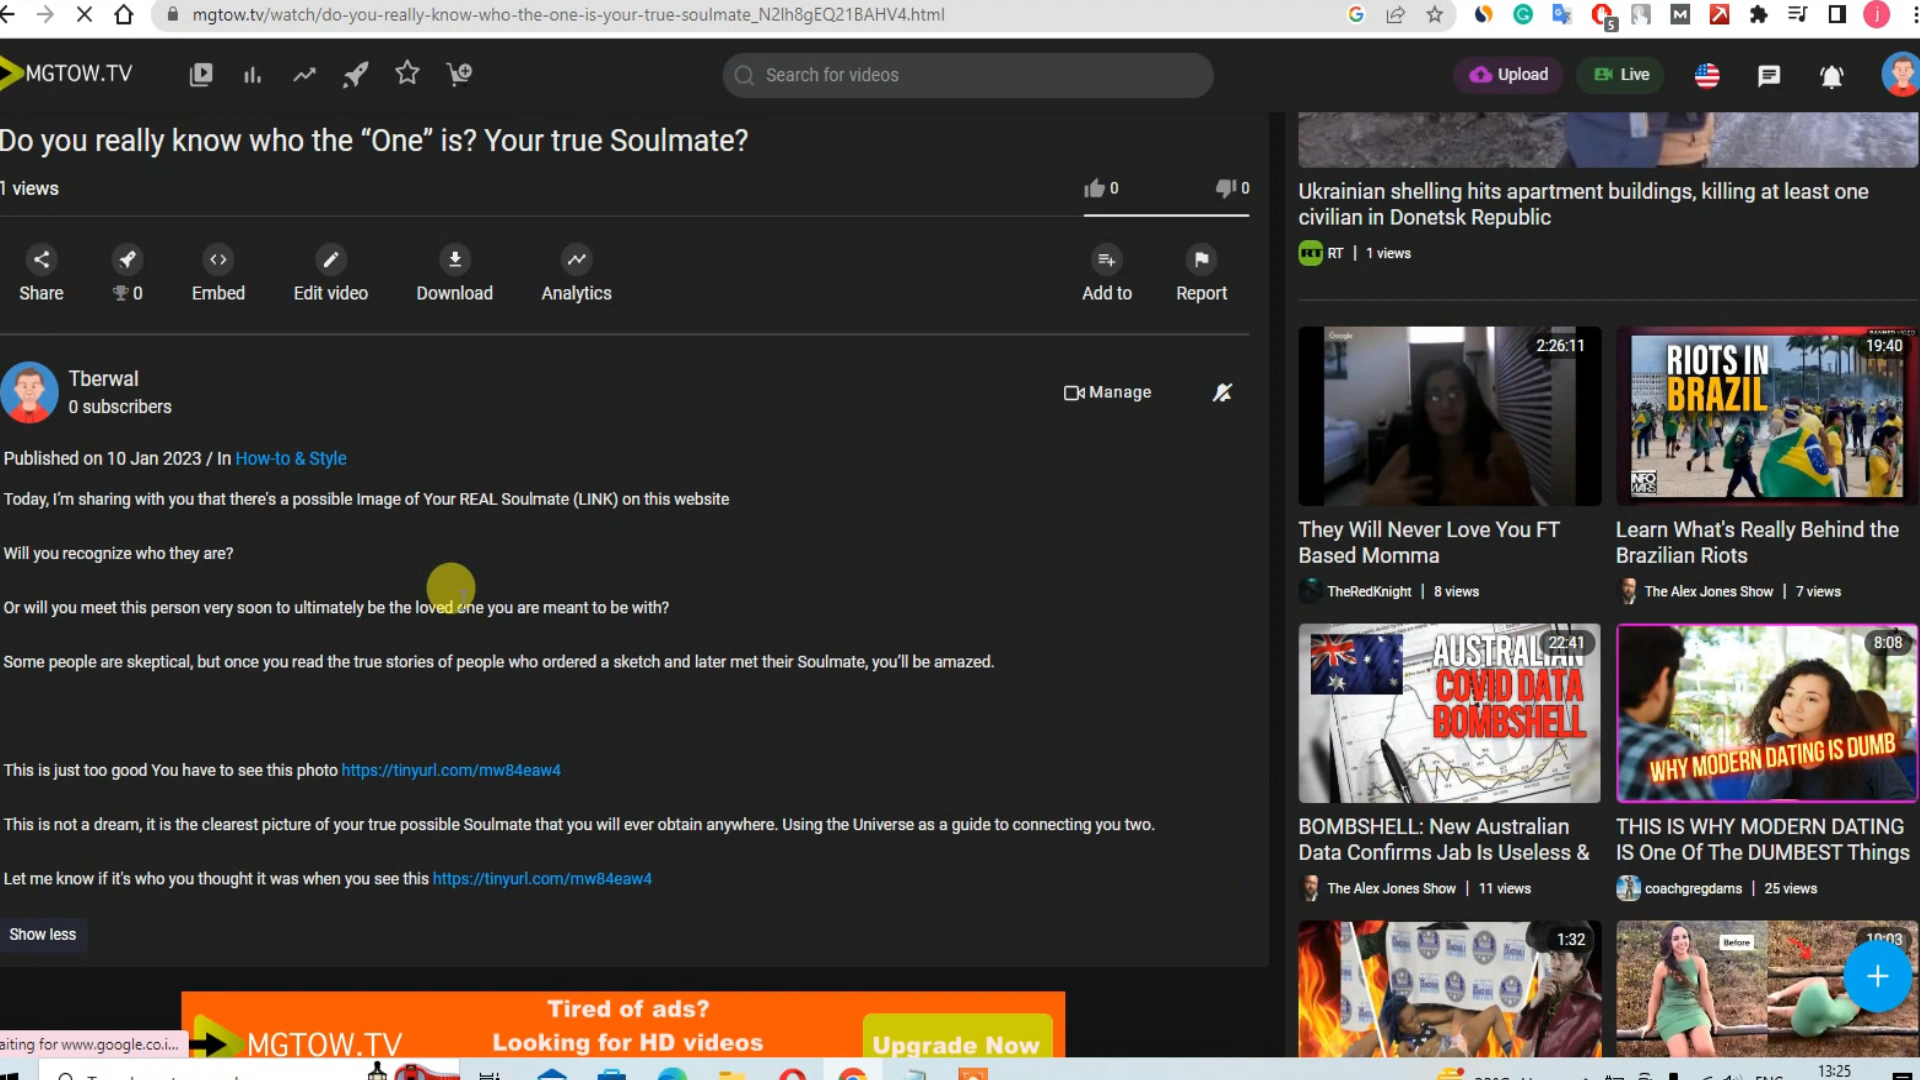 mgtow.tv/watch/do-you-really-know-who-the-one-is-your-true-soulmate_N2Ih8gEQ21BAHV4.html
5
j
MGTOW.TV
Search for videos
Upload
Live
Do you really know who the “One” is? Your true Soulmate?
1 views
0
0
Share
0
Embed
Edit video
Download
Analytics
Add to
Report
Tberwal
0 subscribers
Manage
Published on 10 Jan 2023 / In How-to & Style
Today, I'm sharing with you that there's a possible Image of Your REAL Soulmate (LINK) on this website
Will you recognize who they are?
Or will you meet this person very soon to ultimately be the loved one you are meant to be with?
Some people are skeptical, but once you read the true stories of people who ordered a sketch and later met their Soulmate, you'll be amazed.
This is just too good You have to see this photo https://tinyurl.com/mw84eaw4
This is not a dream, it is the clearest picture of your true possible Soulmate that you will ever obtain anywhere. Using the Universe as a guide to connecting you two.
Let me know if it's who you thought it was when you see this https://tinyurl.com/mw84eaw4
Show less
Tired of ads?
Looking for HD videos
MGTOW.TV
Upgrade Now
aiting for www.google.co.i...
Ukrainian shelling hits apartment buildings, killing at least one
civilian in Donetsk Republic
RT | 1 views
Google
2:26:11
They Will Never Love You FT
Based Momma
TheRedKnight | 8 views
BANNED.VIDEO
19:40
RIOTS IN
BRAZIL
INFO
WARS
Learn What's Really Behind the
Brazilian Riots
The Alex Jones Show | 7 views
22:41
AUSTRALIAN
COVID DATA
BOMBSHELL
BOMBSHELL: New Australian
Data Confirms Jab Is Useless &
The Alex Jones Show | 11 views
8:08
WHY MODERN DATING IS DUMB
THIS IS WHY MODERN DATING
IS One Of The DUMBEST Things
coachgregdams | 25 views
1:32
Before
10:03
13:25